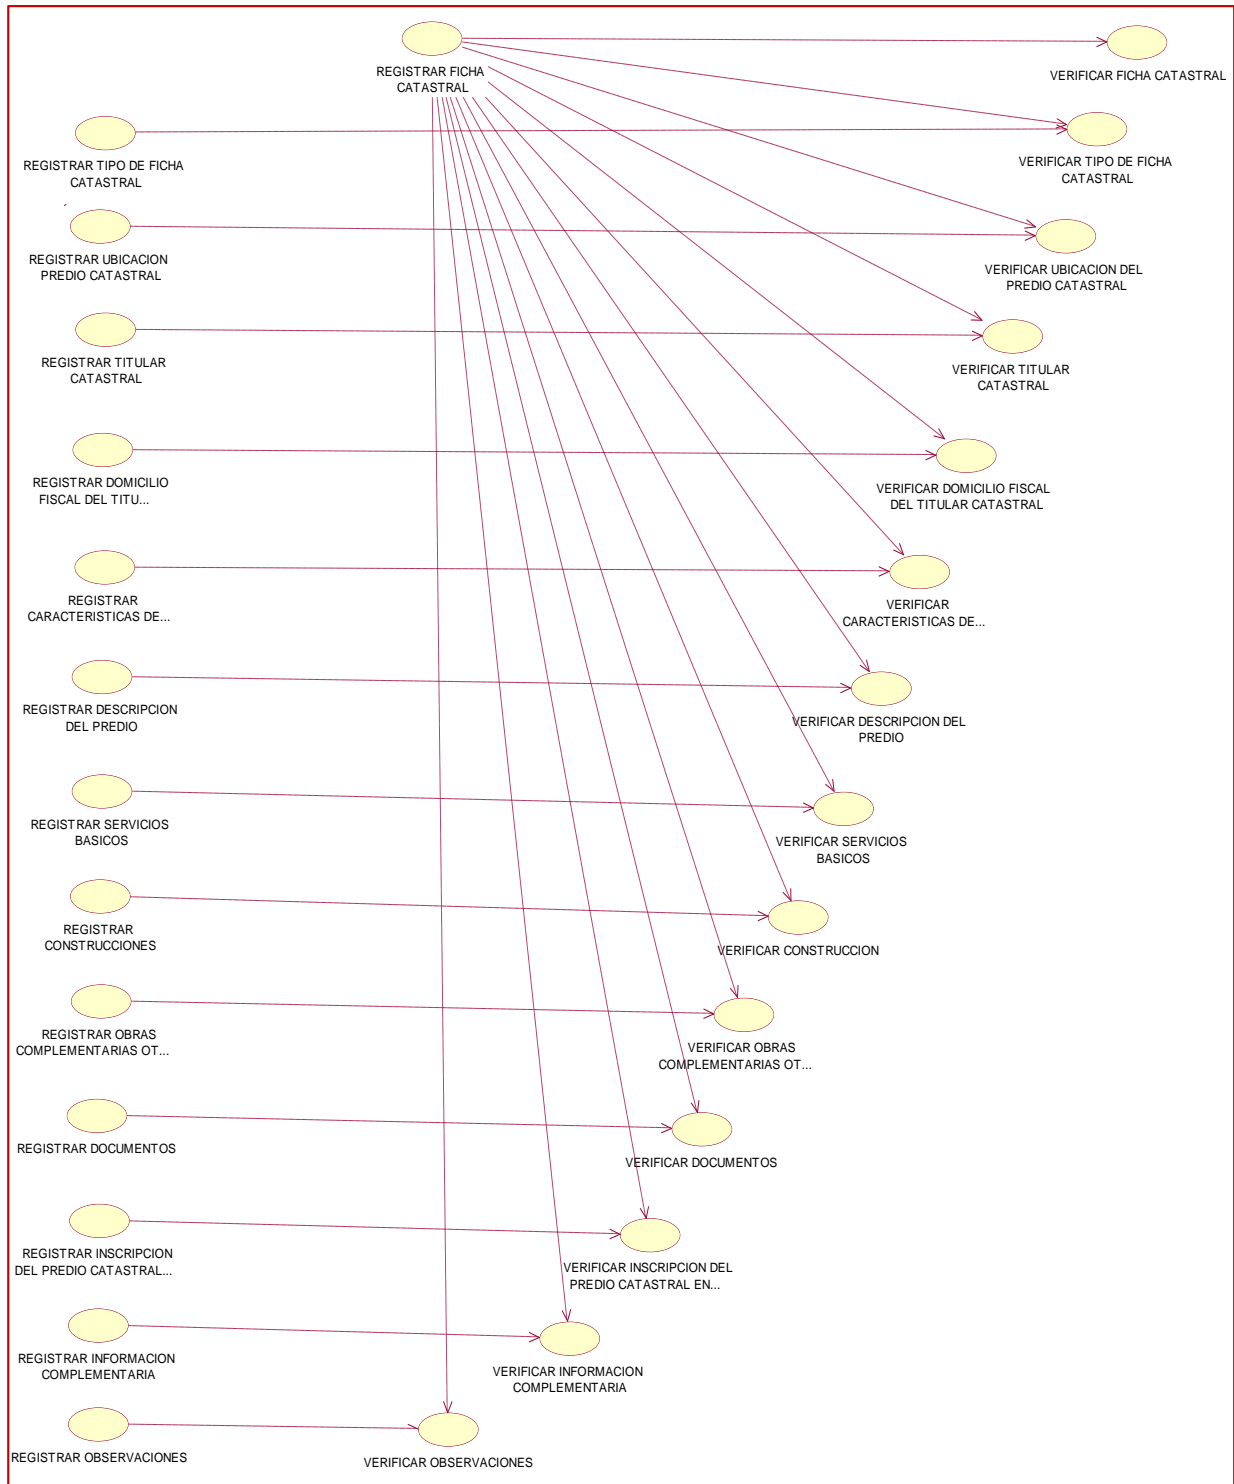 REGISTRAR FICHA
CATASTRAL
VERIFICAR FICHA CATASTRAL
REGISTRAR TIPO DE FICHA
CATASTRAL
VERIFICAR TIPO DE FICHA
CATASTRAL
REGISTRAR UBICACION
PREDIO CATASTRAL
VERIFICAR UBICACION DEL
PREDIO CATASTRAL
REGISTRAR TITULAR
CATASTRAL
VERIFICAR TITULAR
CATASTRAL
REGISTRAR DOMICILIO
FISCAL DEL TITU...
VERIFICAR DOMICILIO FISCAL
DEL TITULAR CATASTRAL
REGISTRAR
CARACTERISTICAS DE...
VERIFICAR
CARACTERISTICAS DE...
REGISTRAR DESCRIPCION
DEL PREDIO
VERIFICAR DESCRIPCION DEL
PREDIO
REGISTRAR SERVICIOS
BASICOS
VERIFICAR SERVICIOS
BASICOS
REGISTRAR
CONSTRUCCIONES
VERIFICAR CONSTRUCCION
REGISTRAR OBRAS
COMPLEMENTARIAS OT...
VERIFICAR OBRAS
COMPLEMENTARIAS OT...
REGISTRAR DOCUMENTOS
VERIFICAR DOCUMENTOS
REGISTRAR INSCRIPCION
DEL PREDIO CATASTRAL...
VERIFICAR INSCRIPCION DEL
PREDIO CATASTRAL EN...
REGISTRAR INFORMACION
COMPLEMENTARIA
VERIFICAR INFORMACION
COMPLEMENTARIA
REGISTRAR OBSERVACIONES
VERIFICAR OBSERVACIONES